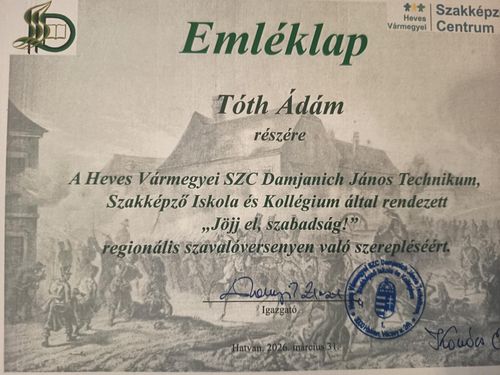 Heves
Vármegyei
Szakképz
Centrum
Emléklap
Tóth Ádám
részére
A Heves Vármegyei SZC Damjanich János Technikum,
Szakképző Iskola és Kollégium által rendezett
„Jöjj el, szabadság!”
regionális szavalóversenyen való szerepléséért.
Igazgató
Hatvan, 2026. március 31.